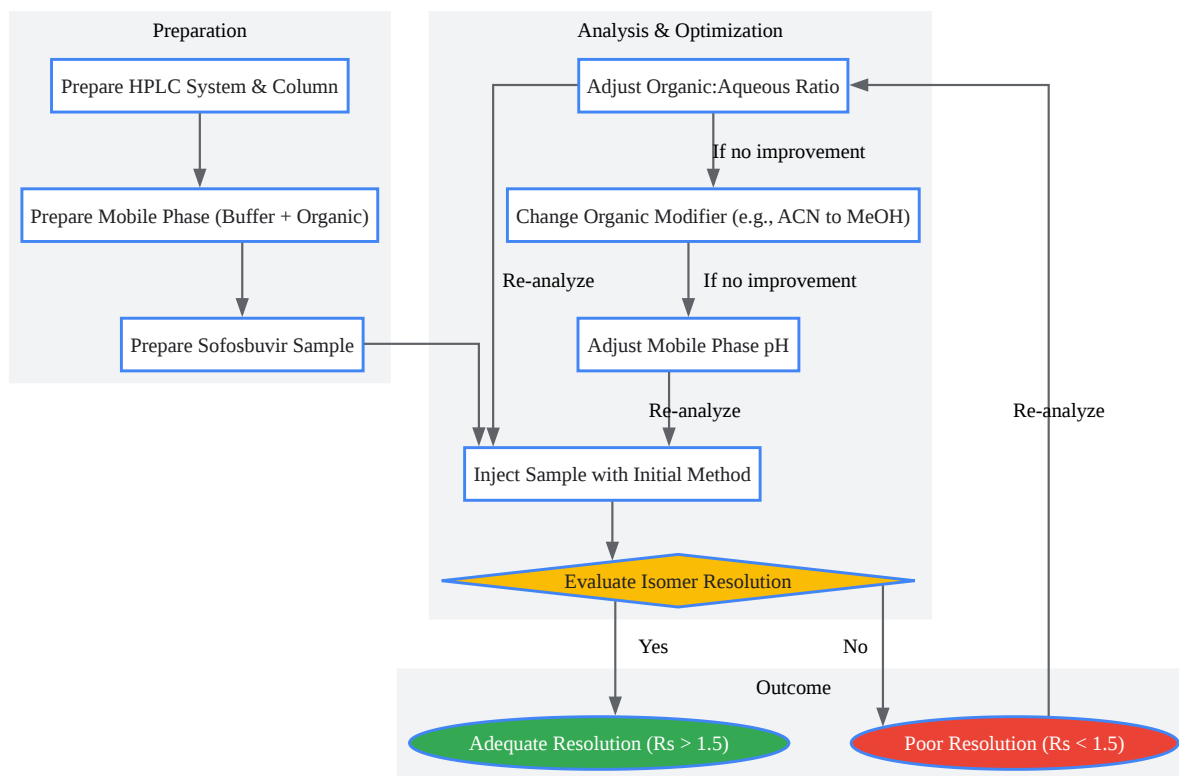 Preparation
Prepare HPLC System & Column
Prepare Mobile Phase (Buffer + Organic)
Prepare Sofosbuvir Sample
Analysis & Optimization
Adjust Organic:Aqueous Ratio
If no improvement
Change Organic Modifier (e.g., ACN to MeOH)
Re-analyze
If no improvement
Adjust Mobile Phase pH
Re-analyze
Re-analyze
Inject Sample with Initial Method
Evaluate Isomer Resolution
Yes
No
Outcome
Adequate Resolution (Rs > 1.5)
Poor Resolution (Rs < 1.5)